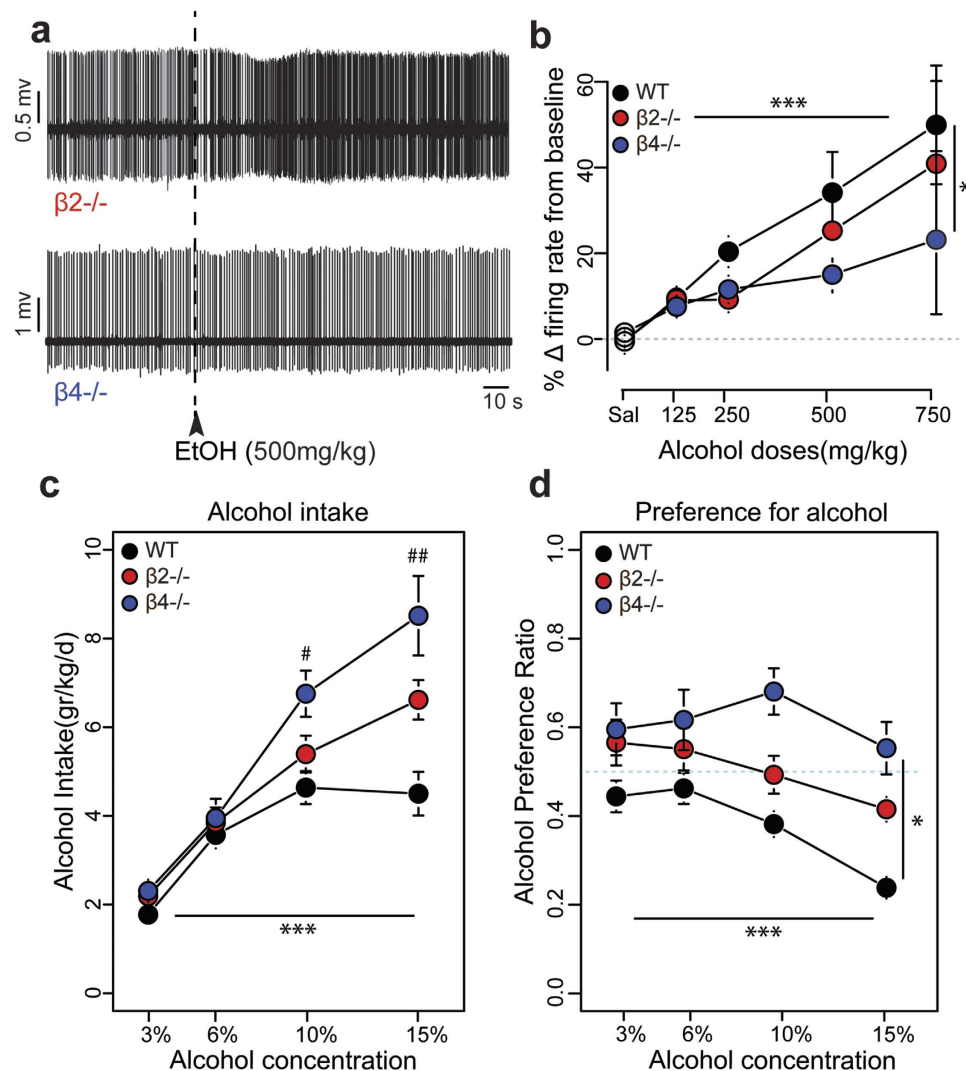 a
0.5 mv
β2-/-
1 mv
β4-/-
10 s
EtOH (500mg/kg)
b
WT
β2-/-
β4-/-
***
*
% Δ firing rate from baseline
60
40
20
0
Sal 125 250 500 750
Alcohol doses(mg/kg)
c
Alcohol intake
WT
β2-/-
β4-/-
#
##
***
Alcohol Intake(gr/kg/d)
10
8
6
4
2
0
3% 6% 10% 15%
Alcohol concentration
d
Preference for alcohol
WT
β2-/-
β4-/-
*
***
Alcohol Preference Ratio
1.0
0.8
0.6
0.4
0.2
0.0
3% 6% 10% 15%
Alcohol concentration